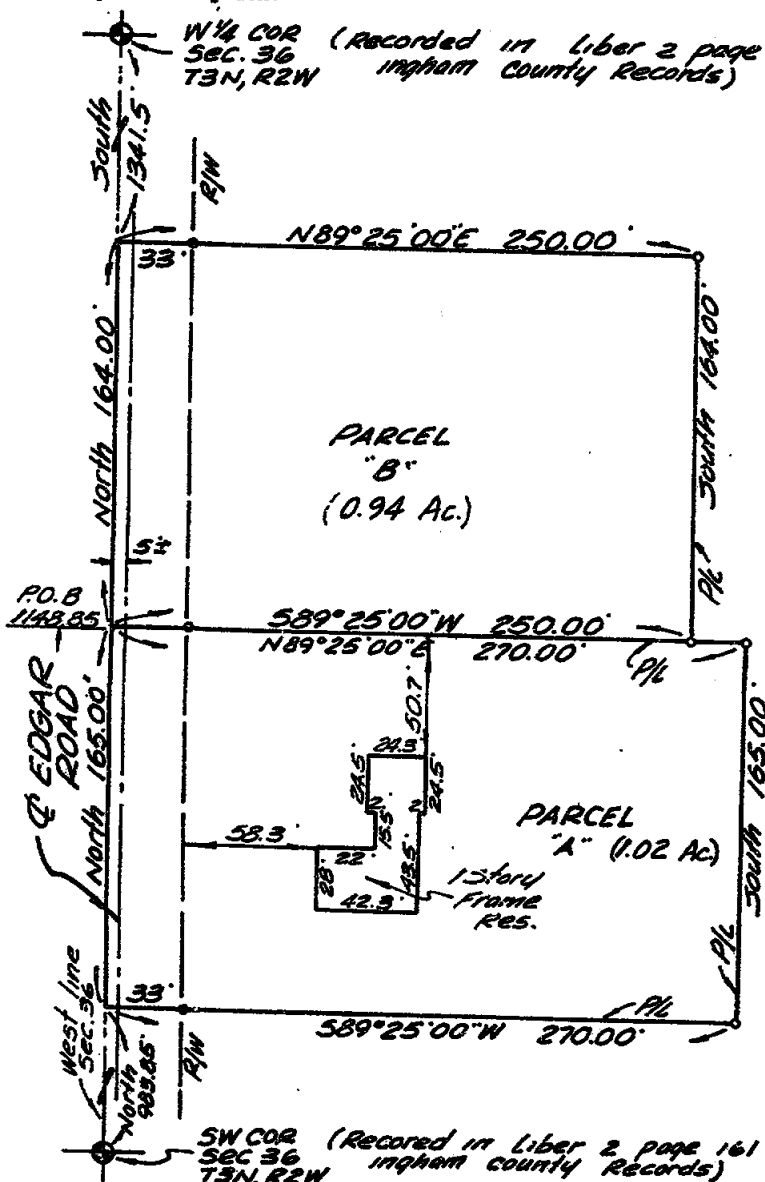 W 1/4 COR (Recorded in Liber 2 page
SEC. 36 Ingham County Records)
T3N, R2W
South
1341.5'
R/W
N89°25'00"E 250.00'
33'
North 164.00'
South 164.00'
PARCEL
"B"
(0.94 Ac.)
5'±
P/L
P.O.B
1148.85
S89°25'00"W 250.00'
N89°25'00"E 270.00'
P/L
℄ EDGAR
ROAD
North 165.00'
50.7'
24.3'
24.5'
24.5'
2'
2'
15.5'
58.3'
22'
28'
43.5'
42.3'
1 Story
Frame
Res.
PARCEL
"A" (1.02 Ac.)
South 165.00'
P/L
33'
P/L
S89°25'00"W 270.00'
West line
Sec. 36
North
983.85'
R/W
SW COR (Recored in Liber 2 page 161
SEC 36 Ingham County Records)
T3N, R2W